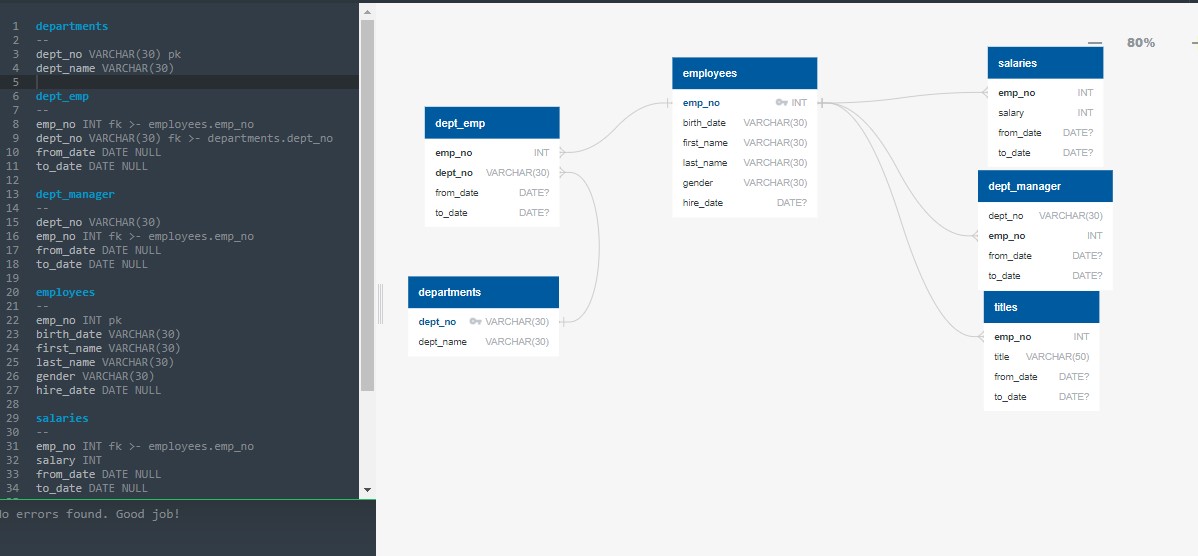 1 departments
2 --
3 dept_no VARCHAR(30) pk
4 dept_name VARCHAR(30)
5
6 dept_emp
7 --
8 emp_no INT fk >- employees.emp_no
9 dept_no VARCHAR(30) fk >- departments.dept_no
10 from_date DATE NULL
11 to_date DATE NULL
12
13 dept_manager
14 --
15 dept_no VARCHAR(30)
16 emp_no INT fk >- employees.emp_no
17 from_date DATE NULL
18 to_date DATE NULL
19
20 employees
21 --
22 emp_no INT pk
23 birth_date VARCHAR(30)
24 first_name VARCHAR(30)
25 last_name VARCHAR(30)
26 gender VARCHAR(30)
27 hire_date DATE NULL
28
29 salaries
30 --
31 emp_no INT fk >- employees.emp_no
32 salary INT
33 from_date DATE NULL
34 to_date DATE NULL
o errors found. Good job!
dept_emp
emp_no INT
dept_no VARCHAR(30)
from_date DATE?
to_date DATE?
departments
dept_no VARCHAR(30)
dept_name VARCHAR(30)
employees
emp_no INT
birth_date VARCHAR(30)
first_name VARCHAR(30)
last_name VARCHAR(30)
gender VARCHAR(30)
hire_date DATE?
80%
salaries
emp_no INT
salary INT
from_date DATE?
to_date DATE?
dept_manager
dept_no VARCHAR(30)
emp_no INT
from_date DATE?
to_date DATE?
titles
emp_no INT
title VARCHAR(50)
from_date DATE?
to_date DATE?